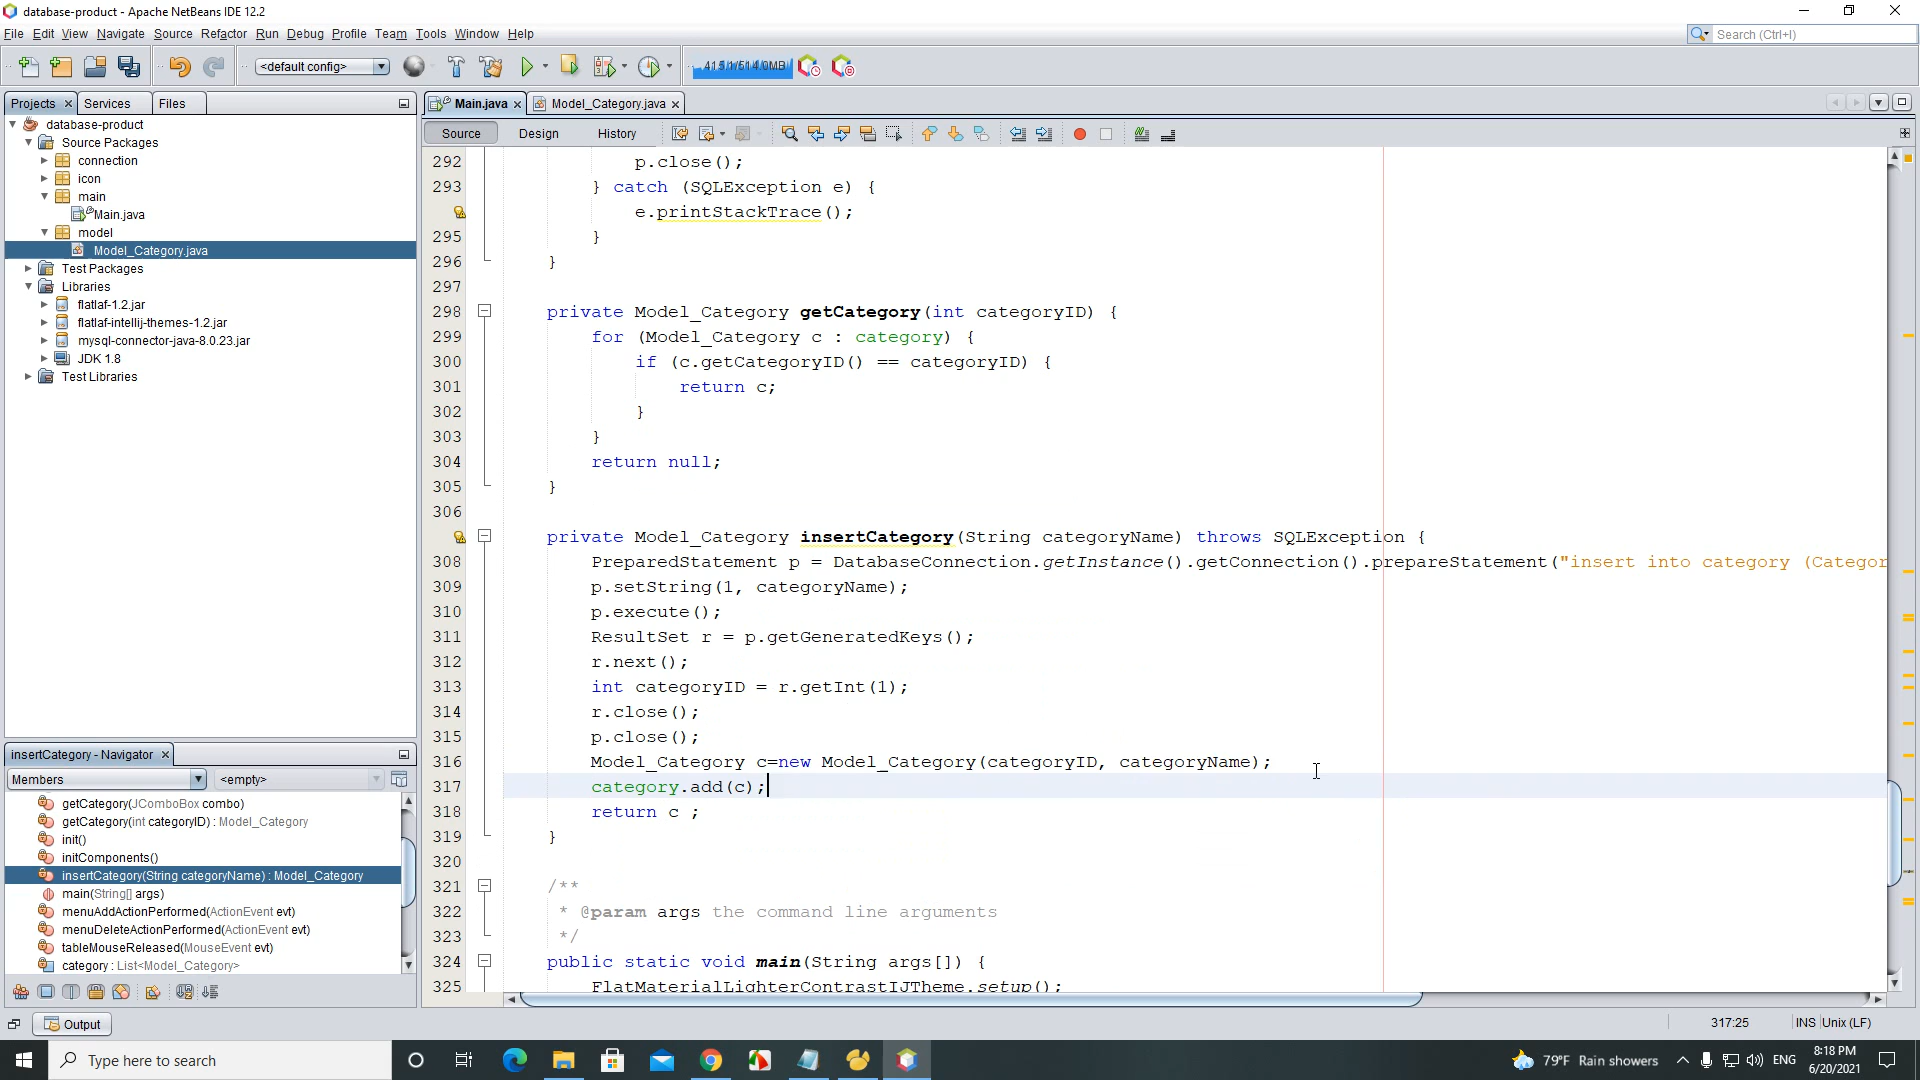 database-product - Apache NetBeans IDE 12.2
File Edit View Navigate Source Refactor Run Debug Profile Team Tools Window Help
Search (Ctrl+I)
<default config>
Projects Services Files
Main.java Model_Category.java
Source Design History
database-product
Source Packages
connection
icon
main
Main.java
model
Model_Category.java
Test Packages
Libraries
flatlaf-1.2.jar
flatlaf-intellij-themes-1.2.jar
mysql-connector-java-8.0.23.jar
JDK 1.8
Test Libraries
292 p.close();
293 } catch (SQLException e) {
e.printStackTrace();
295 }
296 }
297
298 private Model_Category getCategory(int categoryID) {
299 for (Model_Category c : category) {
300 if (c.getCategoryID() == categoryID) {
301 return c;
302 }
303 }
304 return null;
305 }
306
private Model_Category insertCategory(String categoryName) throws SQLException {
308 PreparedStatement p = DatabaseConnection.getInstance().getConnection().prepareStatement("insert into category (Categor
309 p.setString(1, categoryName);
310 p.execute();
311 ResultSet r = p.getGeneratedKeys();
312 r.next();
313 int categoryID = r.getInt(1);
314 r.close();
315 p.close();
316 Model_Category c=new Model_Category(categoryID, categoryName);
317 category.add(c);
318 return c ;
319 }
320
321 /**
322 * @param args the command line arguments
323 */
324 public static void main(String args[]) {
325 FlatMaterialLighterContrastIJTheme.setup();
insertCategory - Navigator
Members <empty>
getCategory(JComboBox combo)
getCategory(int categoryID) : Model_Category
init()
initComponents()
insertCategory(String categoryName) : Model_Category
main(String[] args)
menuAddActionPerformed(ActionEvent evt)
menuDeleteActionPerformed(ActionEvent evt)
tableMouseReleased(MouseEvent evt)
category : List<Model_Category>
Output
317:25 INS Unix (LF)
Type here to search
79°F Rain showers ENG
8:18 PM
6/20/2021